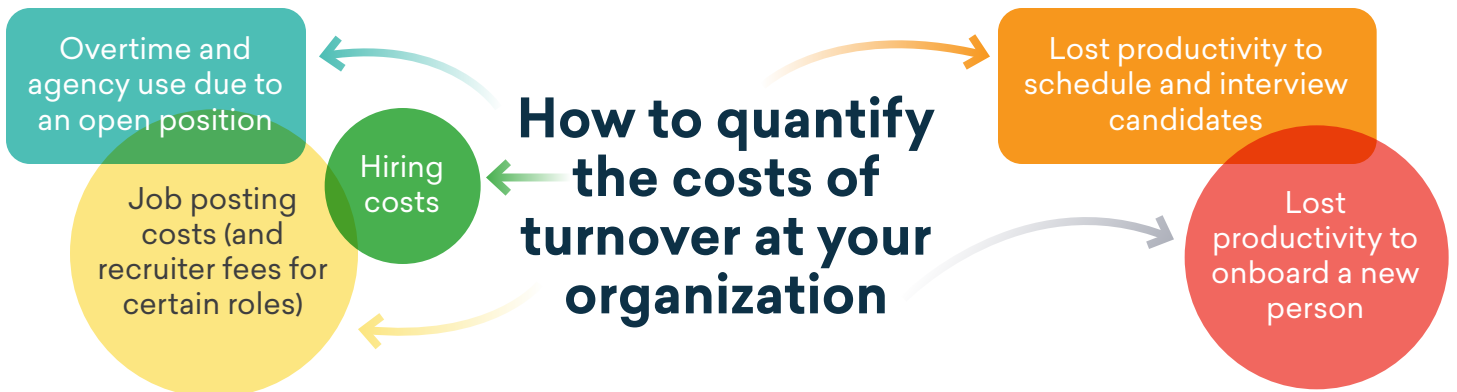 Overtime and
agency use due to
an open position
Hiring
costs
Job posting
costs (and
recruiter fees for
certain roles)
How to quantify
the costs of
turnover at your
organization
Lost productivity to
schedule and interview
candidates
Lost
productivity to
onboard a new
person